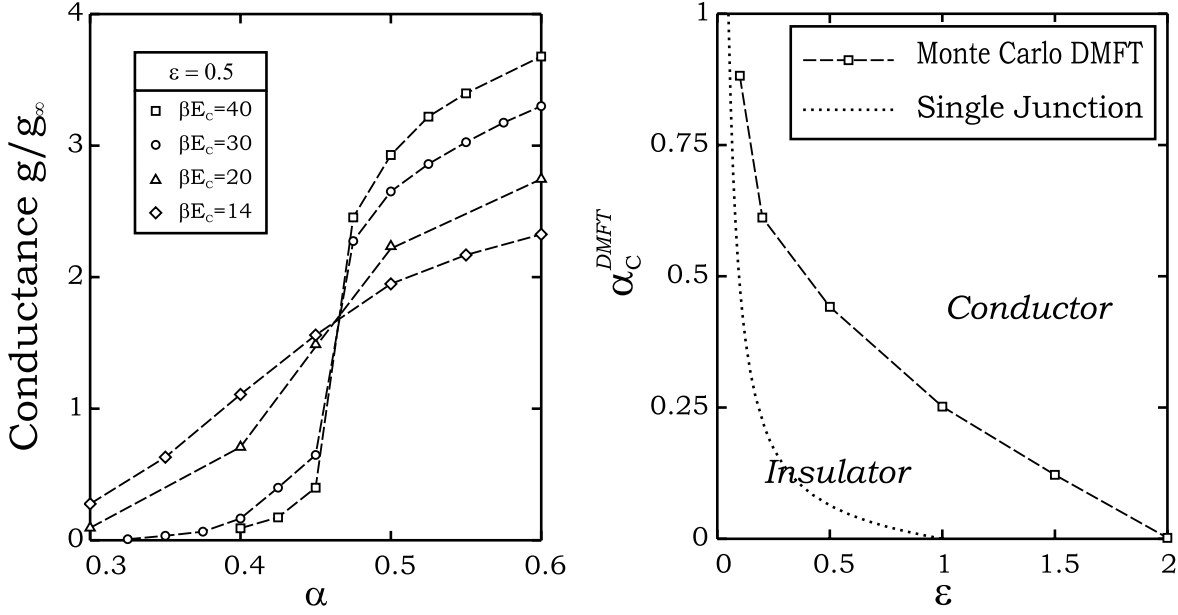 Conductance g/g∞
4
3
2
1
0
0.3
0.4
0.5
0.6
α
ε = 0.5
βEC=40
βEC=30
βEC=20
βEC=14
αC^DMFT
1
0.75
0.5
0.25
0
0
0.5
1
1.5
2
ε
Monte Carlo DMFT
Single Junction
Conductor
Insulator